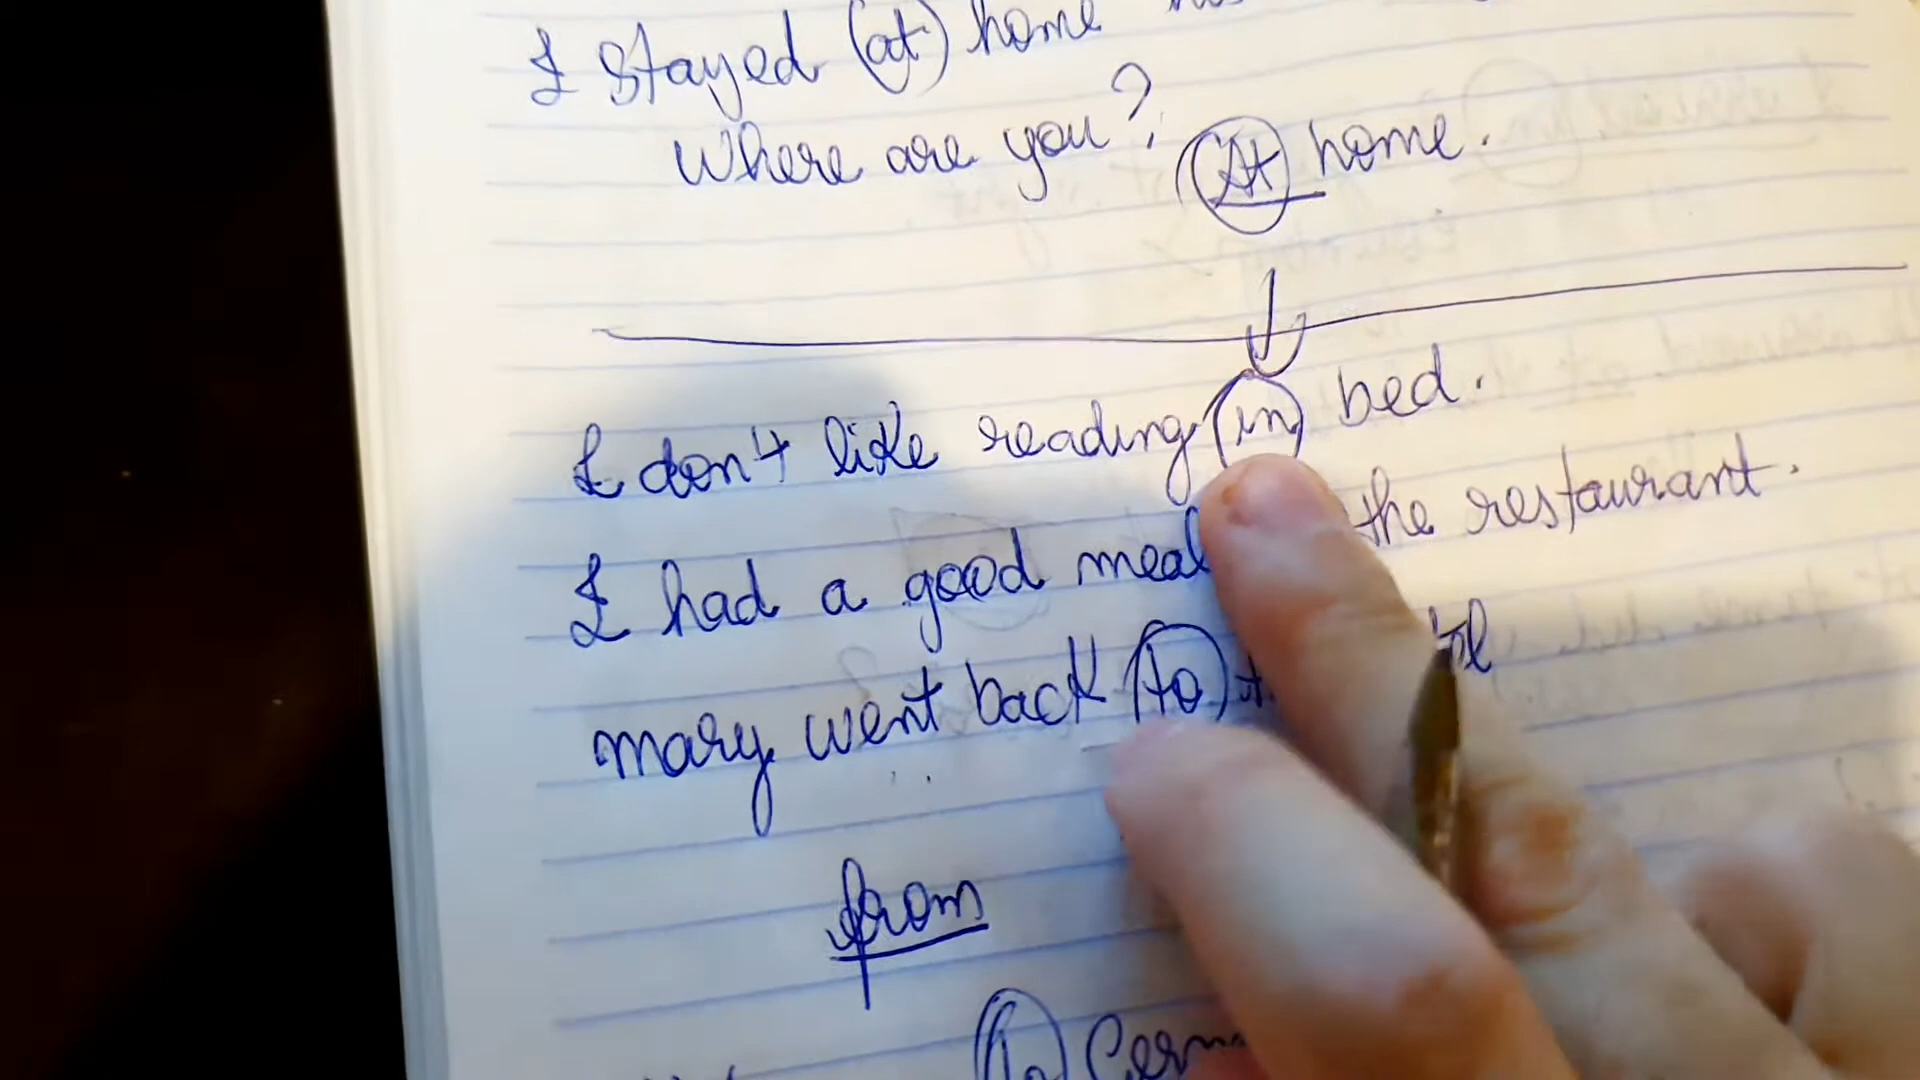 I stayed (at) home
Where are you? At home.
I don't like reading in bed.
I had a good meal the restaurant.
mary went back to
from
To